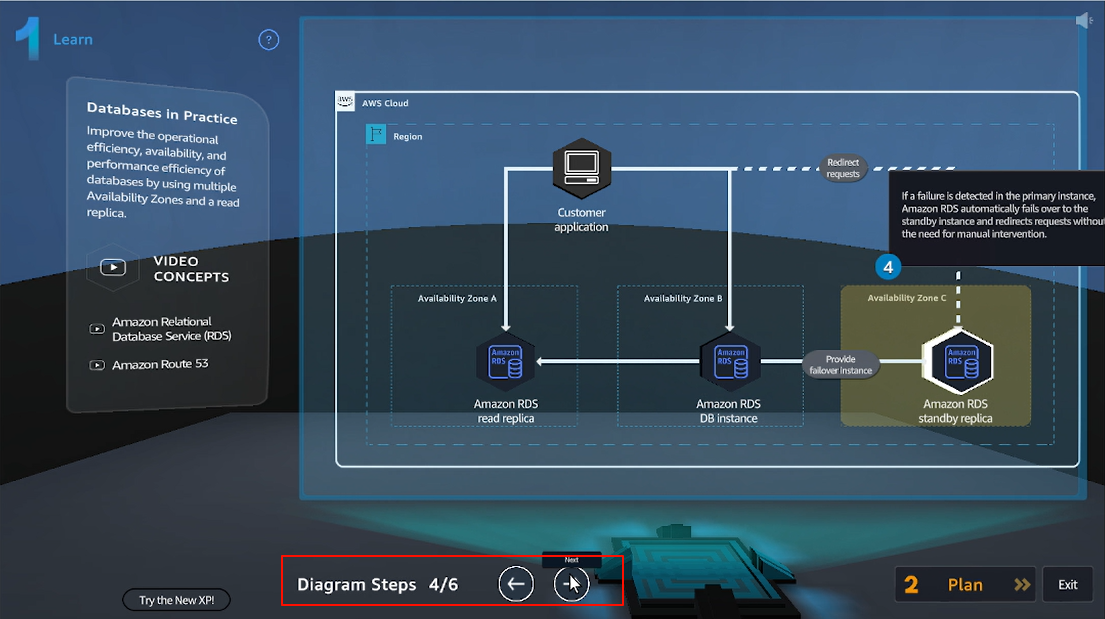 1
Learn
?
Databases in Practice
Improve the operational
efficiency, availability, and
performance efficiency of
databases by using multiple
Availability Zones and a read
replica.
VIDEO
CONCEPTS
Amazon Relational
Database Service (RDS)
Amazon Route 53
aws
AWS Cloud
Region
Customer
application
Redirect
requests
If a failure is detected in the primary instance,
Amazon RDS automatically fails over to the
standby instance and redirects requests without
the need for manual intervention.
4
Availability Zone A
Availability Zone B
Availability Zone C
Amazon
RDS
Amazon
RDS
Amazon
RDS
Provide
failover instance
Amazon RDS
read replica
Amazon RDS
DB instance
Amazon RDS
standby replica
Next
Diagram Steps 4/6
Try the New XP!
2 Plan
Exit